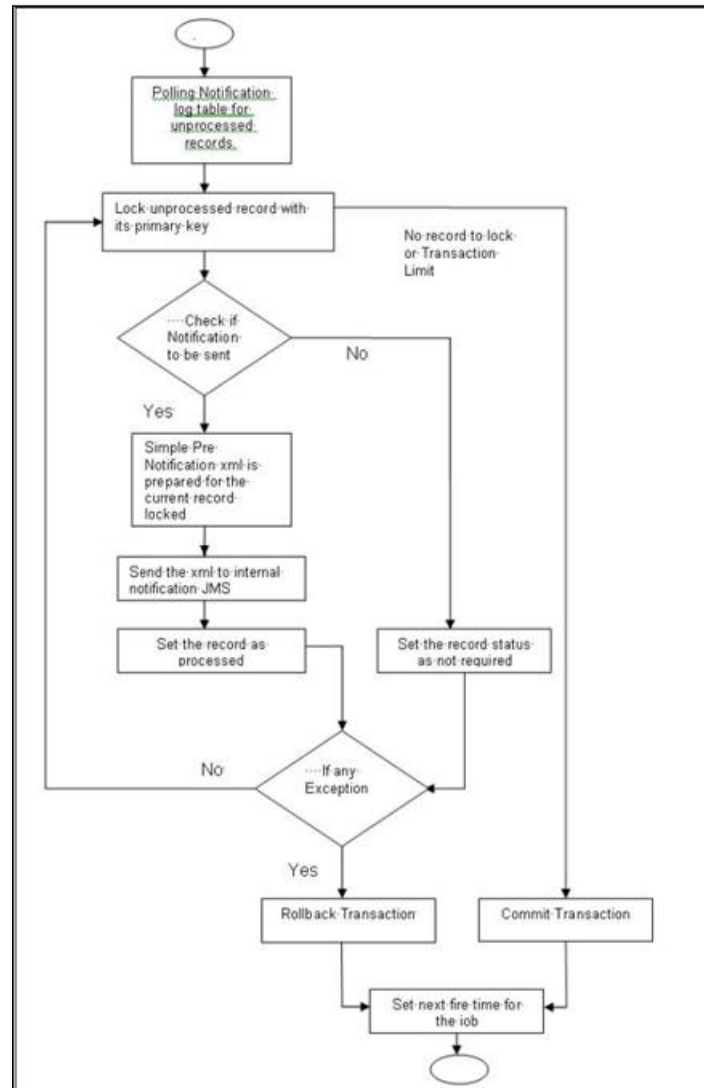 Polling Notification
log table for
unprocessed
records.
Lock unprocessed record with
its primary key
No record to lock
or Transaction
Limit
Check if
Notification
to be sent
No
Yes
Simple Pre
Notification xml is
prepared for the
current record
locked
Send the xml to internal
notification JMS
Set the record as
processed
Set the record status
as not required
No
If any
Exception
Yes
Rollback Transaction
Commit Transaction
Set next fire time for
the job